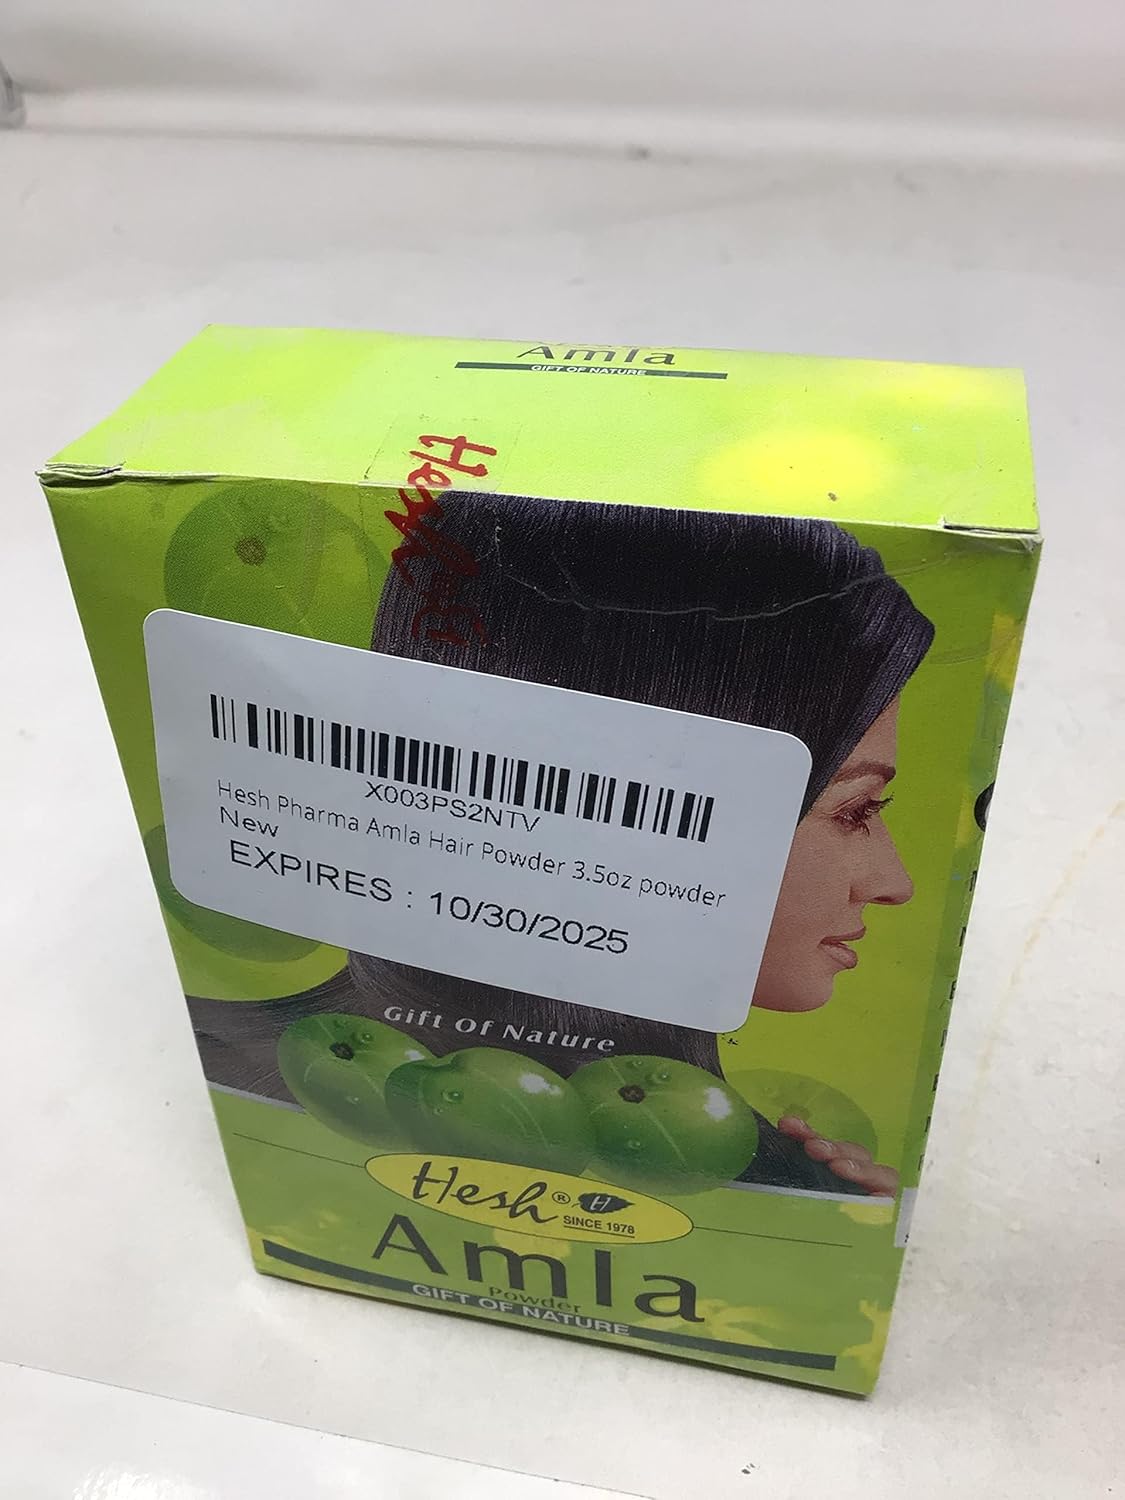 Amla
GIFT OF NATURE
Hesh
X003PS2NTV
Hesh Pharma Amla Hair Powder 3.5oz powder
New
EXPIRES : 10/30/2025
Gift Of Nature
Hesh®
SINCE 1978
Amla
Powder
GIFT OF NATURE